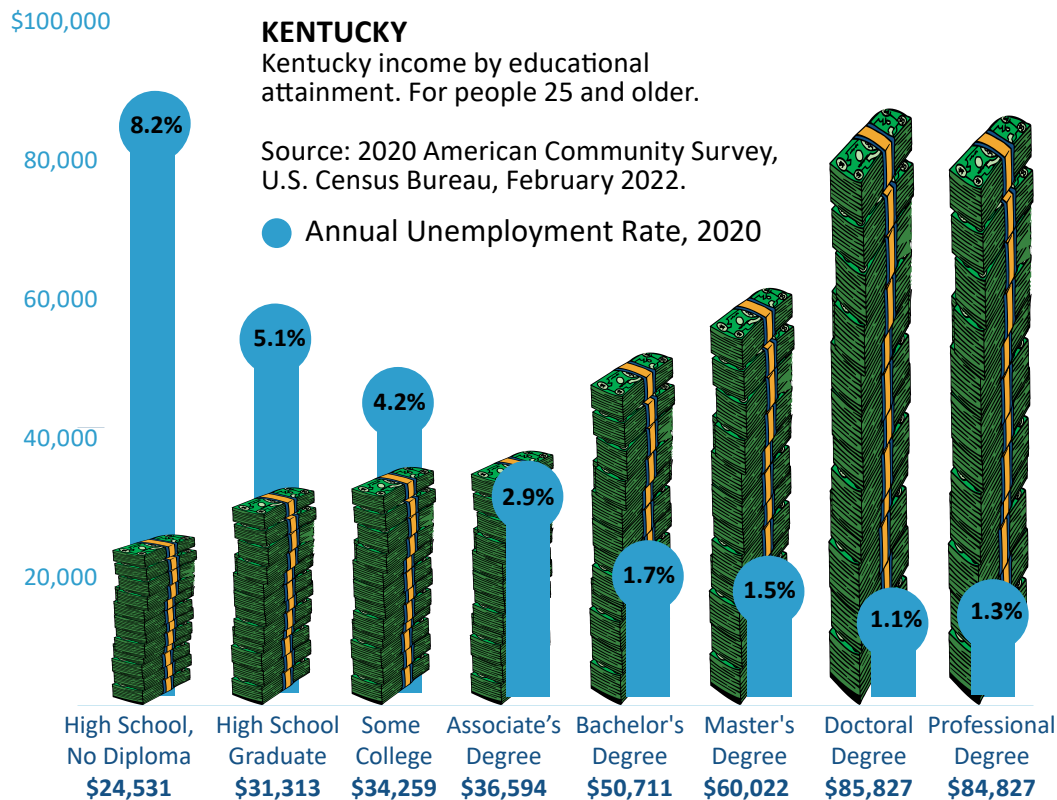 $100,000
80,000
60,000
40,000
20,000
KENTUCKY
Kentucky income by educational
attainment. For people 25 and older.
Source: 2020 American Community Survey,
U.S. Census Bureau, February 2022.
Annual Unemployment Rate, 2020
8.2%
5.1%
4.2%
2.9%
1.7%
1.5%
1.1%
1.3%
High School,
No Diploma
$24,531
High School
Graduate
$31,313
Some
College
$34,259
Associate’s
Degree
$36,594
Bachelor's
Degree
$50,711
Master's
Degree
$60,022
Doctoral
Degree
$85,827
Professional
Degree
$84,827